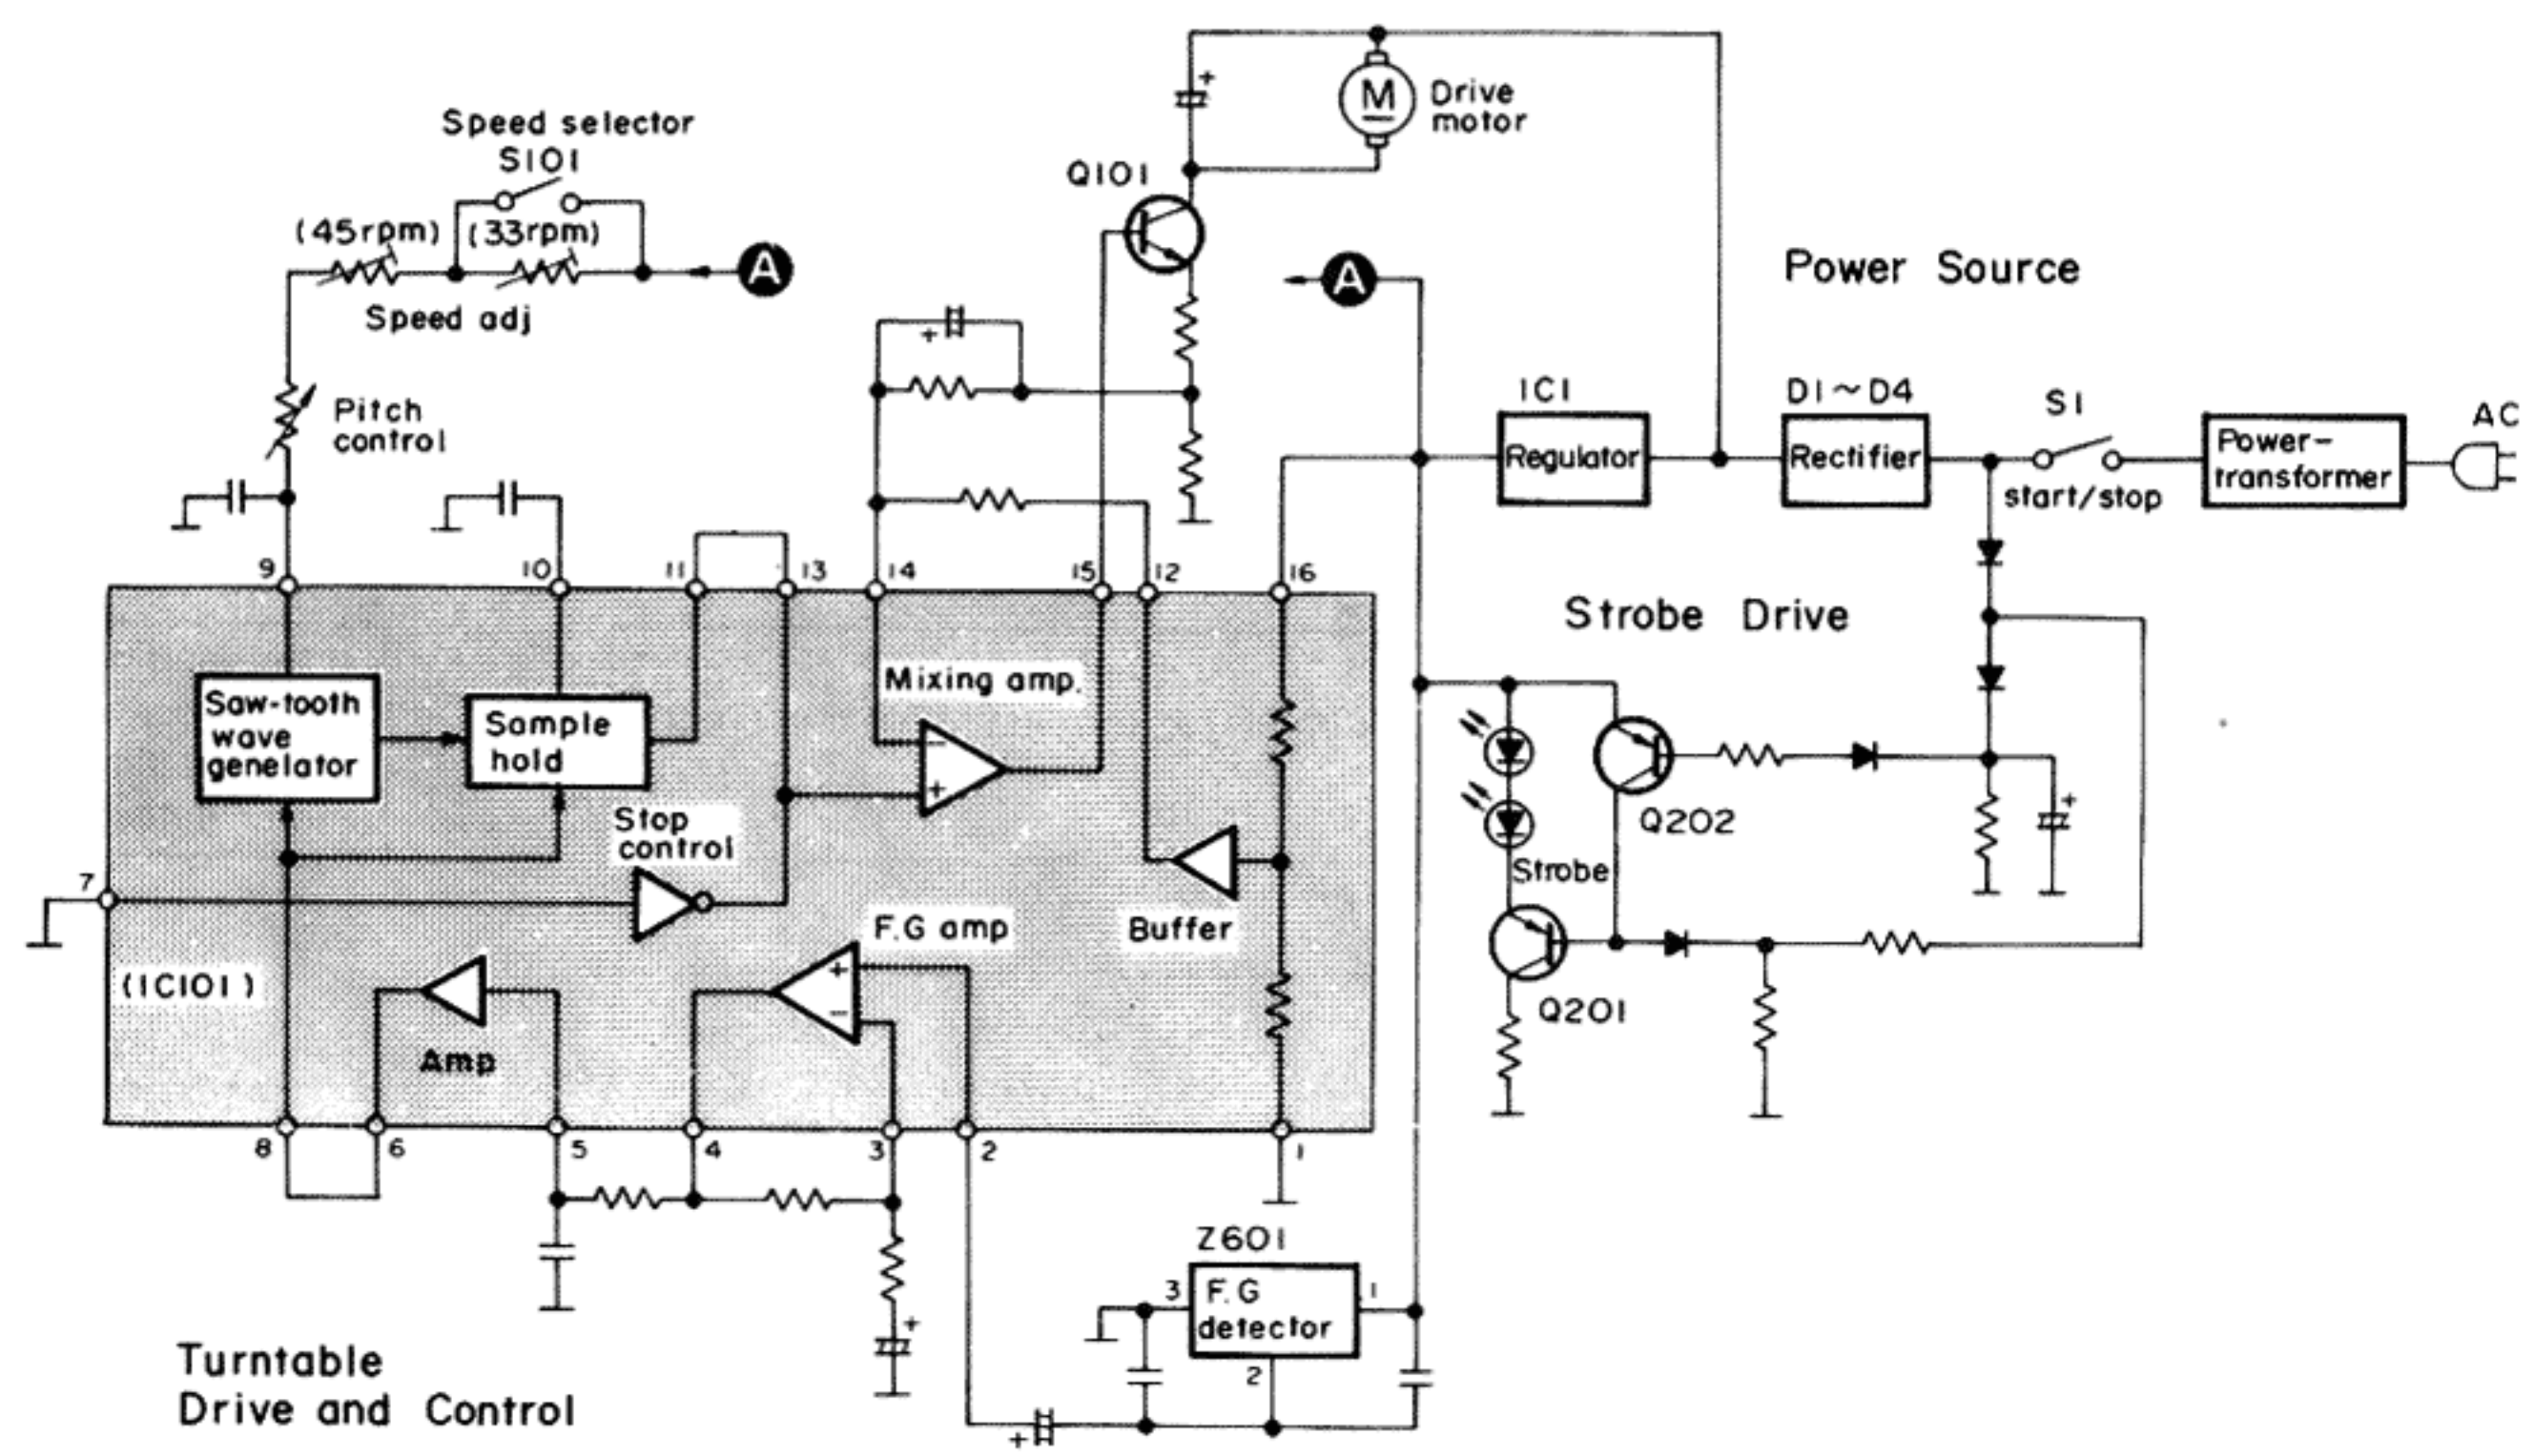 Speed selector
S101
(45rpm)
(33rpm)
A
Speed adj
Pitch
control
Q101
+
M
Drive
motor
A
+
Power Source
IC1
Regulator
D1~D4
Rectifier
S1
start/stop
Power-
transformer
AC
9
10
11
13
14
15
12
16
Saw-tooth
wave
genelator
Sample
hold
Mixing amp.
-
+
Stop
control
7
F.G amp
+
-
Buffer
(IC101)
Amp
8
6
5
4
3
2
1
+
Strobe Drive
Q202
+
Strobe
Q201
Z601
3
F.G
detector
1
2
+
Turntable
Drive and Control